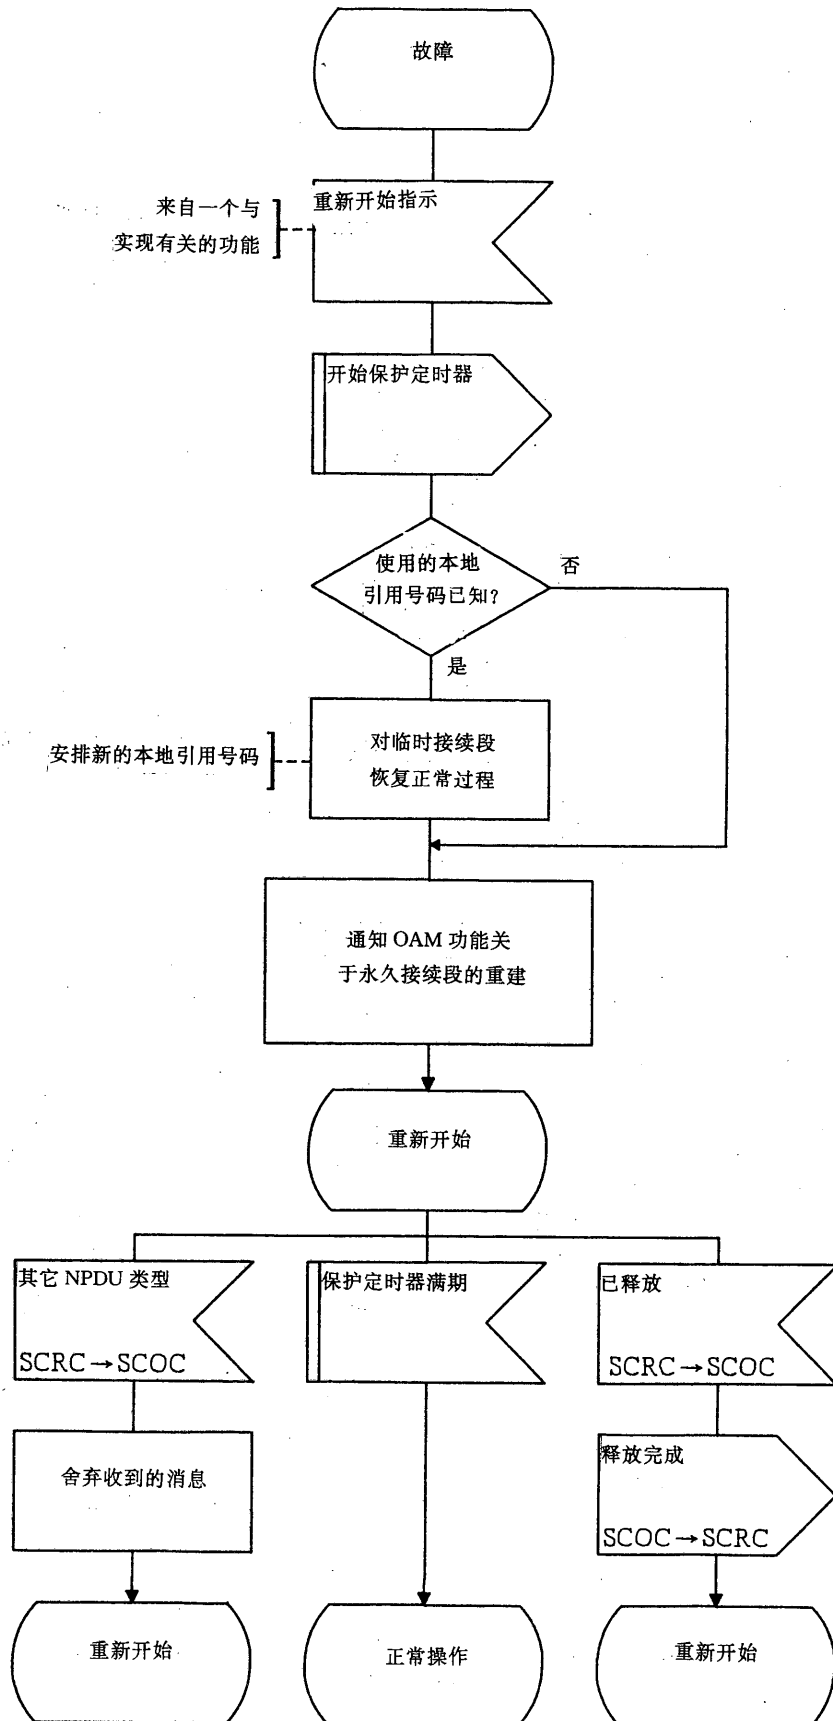 故障
重新开始指示
来自一个与
实现有关的功能
开始保护定时器
使用的本地
引用号码已知?
否
是
对临时接续段
恢复正常过程
安排新的本地引用号码
通知 OAM 功能关
于永久接续段的重建
重新开始
其它 NPDU 类型
SCRC→SCOC
保护定时器满期
已释放
SCRC→SCOC
舍弃收到的消息
释放完成
SCOC→SCRC
重新开始
正常操作
重新开始